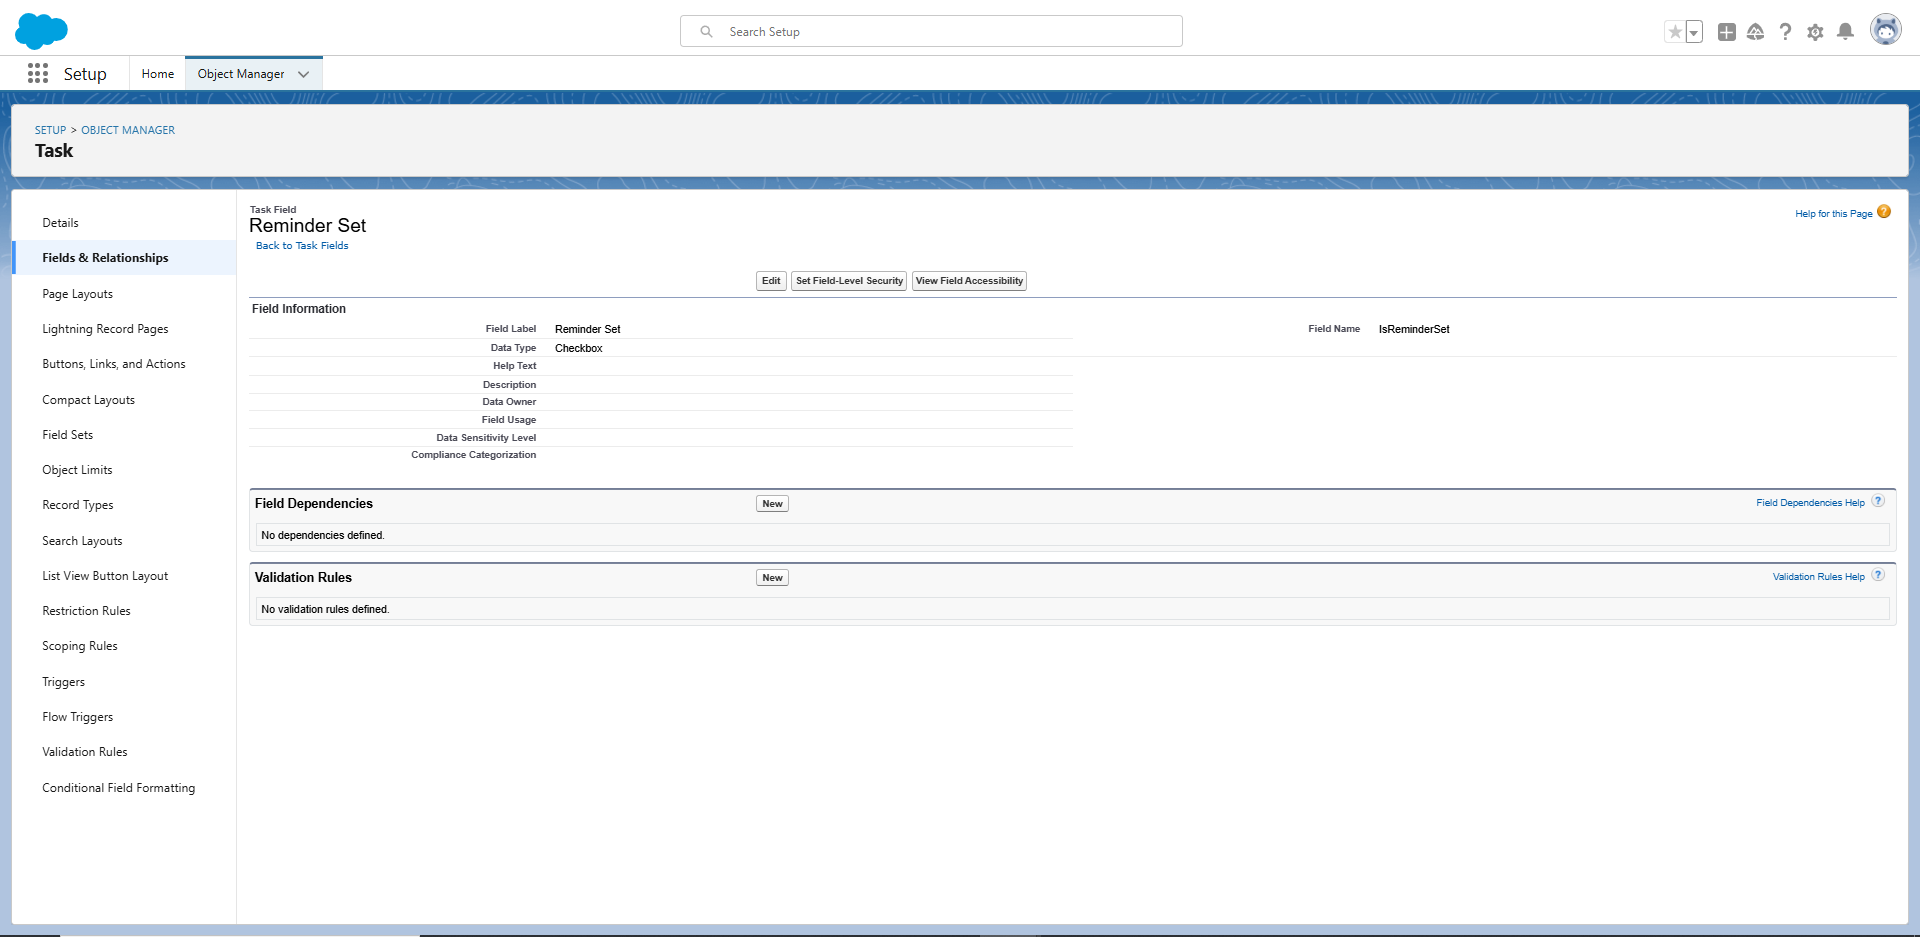 Search Setup
Setup
Home
Object Manager
SETUP > OBJECT MANAGER
Task
Details
Fields & Relationships
Page Layouts
Lightning Record Pages
Buttons, Links, and Actions
Compact Layouts
Field Sets
Object Limits
Record Types
Search Layouts
List View Button Layout
Restriction Rules
Scoping Rules
Triggers
Flow Triggers
Validation Rules
Conditional Field Formatting
Task Field
Reminder Set
Back to Task Fields
Help for this Page ?
Edit
Set Field-Level Security
View Field Accessibility
Field Information
Field Label Reminder Set
Field Name IsReminderSet
Data Type Checkbox
Help Text
Description
Data Owner
Field Usage
Data Sensitivity Level
Compliance Categorization
Field Dependencies
New
Field Dependencies Help ?
No dependencies defined.
Validation Rules
New
Validation Rules Help ?
No validation rules defined.